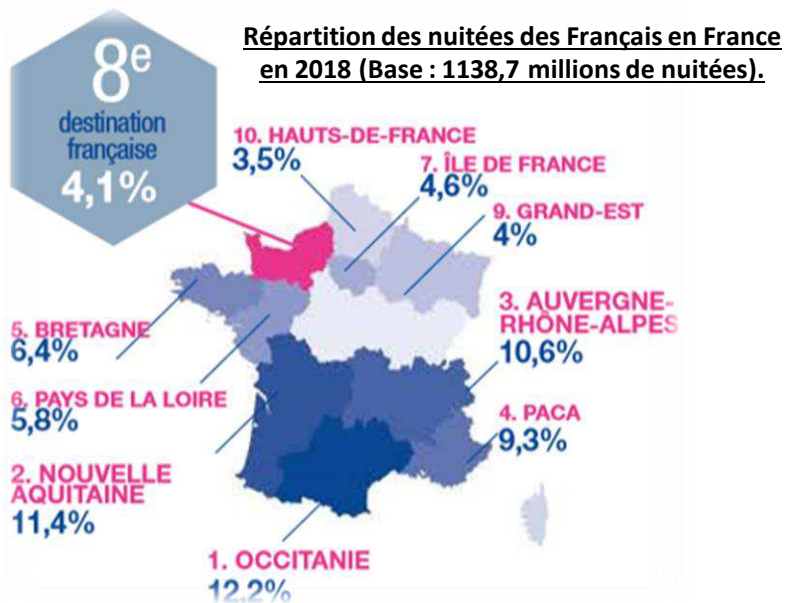 Répartition des nuitées des Français en France
en 2018 (Base : 1138,7 millions de nuitées).
8e
destination
française
4,1%
10. HAUTS-DE-FRANCE
3,5%
7. ÎLE DE FRANCE
4,6%
9. GRAND-EST
4%
3. AUVERGNE-
RHÔNE-ALPES
10,6%
5. BRETAGNE
6,4%
6. PAYS DE LA LOIRE
5,8%
4. PACA
9,3%
2. NOUVELLE
AQUITAINE
11,4%
1. OCCITANIE
12,2%